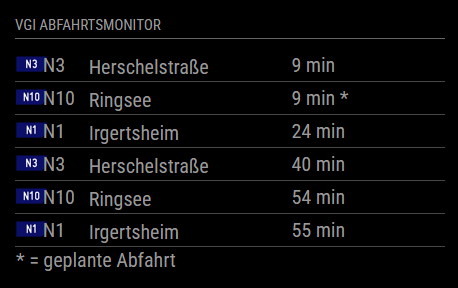 VGI ABFAHRTSMONITOR
N3 N3 Herschelstraße 9 min
N10 N10 Ringsee 9 min *
N1 N1 Irgertsheim 24 min
N3 N3 Herschelstraße 40 min
N10 N10 Ringsee 54 min
N1 N1 Irgertsheim 55 min
* = geplante Abfahrt